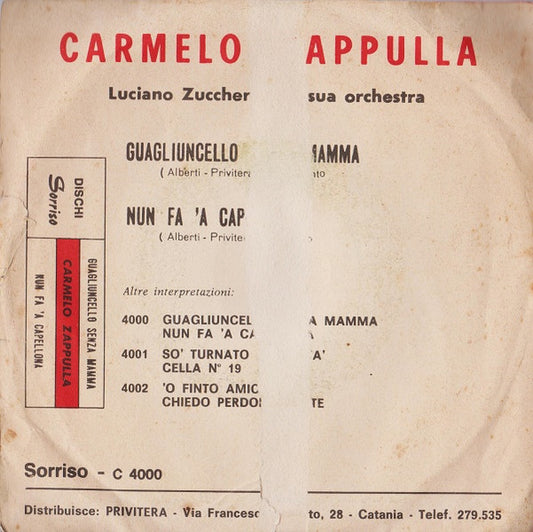 CARMELO APPULLA
Luciano Zuccher sua orchestra
GUAGLIUNCELLO MAMMA
( Alberti - Privitera nto
NUN FA 'A CAP
( Alberti - Privite )
Altre interpretazioni:
4000 GUAGLIUNCEL A MAMMA
NUN FA 'A CA A
4001 SO' TURNATO A'
CELLA N° 19
4002 'O FINTO AMIC
CHIEDO PERDO TE
DISCHI
Sorriso
GUAGLIUNCELLO SENZA MAMMA
CARMELO ZAPPULLA
NUN FA 'A CAPELLONA
Sorriso - C 4000
Distribuisce: PRIVITERA - Via Francesc to, 28 - Catania - Telef. 279.535